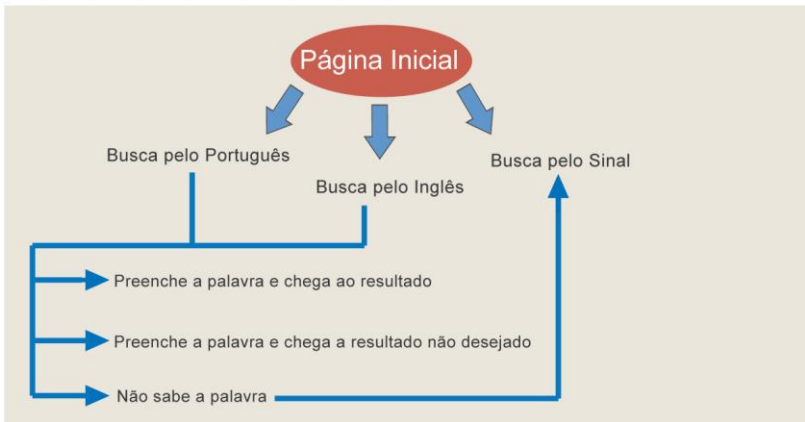 Página Inicial
Busca pelo Português
Busca pelo Inglês
Busca pelo Sinal
Preenche a palavra e chega ao resultado
Preenche a palavra e chega a resultado não desejado
Não sabe a palavra